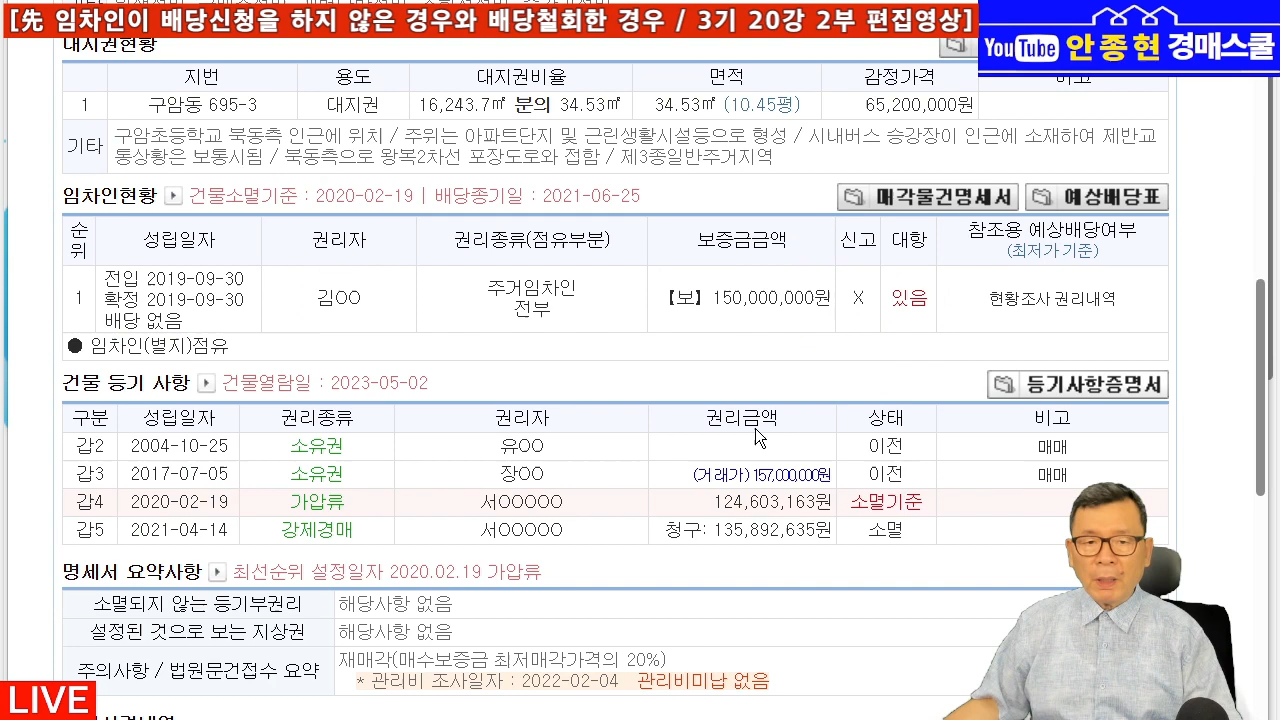 [先 임차인이 배당신청을 하지 않은 경우와 배당철회한 경우 / 3기 20강 2부 편집영상]
YouTube 안종현 경매스쿨
대지권현황
지번 용도 대지권비율 면적 감정가격 비고
1 구암동 695-3 대지권 16,243.7㎡ 분의 34.53㎡ 34.53㎡ (10.45평) 65,200,000원
기타 구암초등학교 북동측 인근에 위치 / 주위는 아파트단지 및 근린생활시설등으로 형성 / 시내버스 승강장이 인근에 소재하여 제반교
통상황은 보통시됨 / 북동측으로 왕복2차선 포장도로와 접함 / 제3종일반주거지역
임차인현황 건물소멸기준 : 2020-02-19 | 배당종기일 : 2021-06-25 매각물건명세서 예상배당표
순위 성립일자 권리자 권리종류(점유부분) 보증금금액 신고 대항 참조용 예상배당여부
(최저가기준)
1 전입 2019-09-30
확정 2019-09-30
배당 없음 김OO 주거임차인
전부 【보】 150,000,000원 X 있음 현황조사 권리내역
● 임차인(별지)점유
건물 등기 사항 건물열람일 : 2023-05-02 등기사항증명서
구분 성립일자 권리종류 권리자 권리금액 상태 비고
갑2 2004-10-25 소유권 유OO 이전 매매
갑3 2017-07-05 소유권 장OO (거래가) 157,000,000원 이전 매매
갑4 2020-02-19 가압류 서OOOOO 124,603,163원 소멸기준
갑5 2021-04-14 강제경매 서OOOOO 청구: 135,892,635원 소멸
명세서 요약사항 최선순위 설정일자 2020.02.19 가압류
소멸되지 않는 등기부권리 해당사항 없음
설정된 것으로 보는 지상권 해당사항 없음
주의사항 / 법원문건접수 요약 재매각(매수보증금 최저매각가격의 20%)
* 관리비 조사일자 : 2022-02-04 관리비미납 없음
LIVE